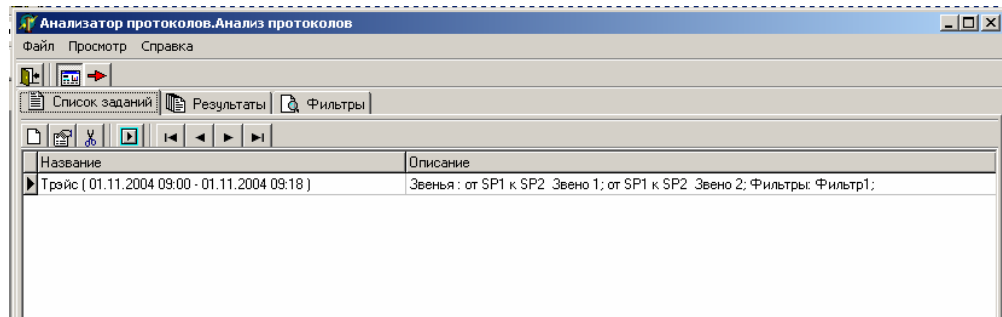 Анализатор протоколов.Анализ протоколов
Файл Просмотр Справка
Список заданий Результаты Фильтры
Название Описание
Трэйс ( 01.11.2004 09:00 - 01.11.2004 09:18 ) Звенья : от SP1 к SP2 Звено 1; от SP1 к SP2 Звено 2; Фильтры: Фильтр1;